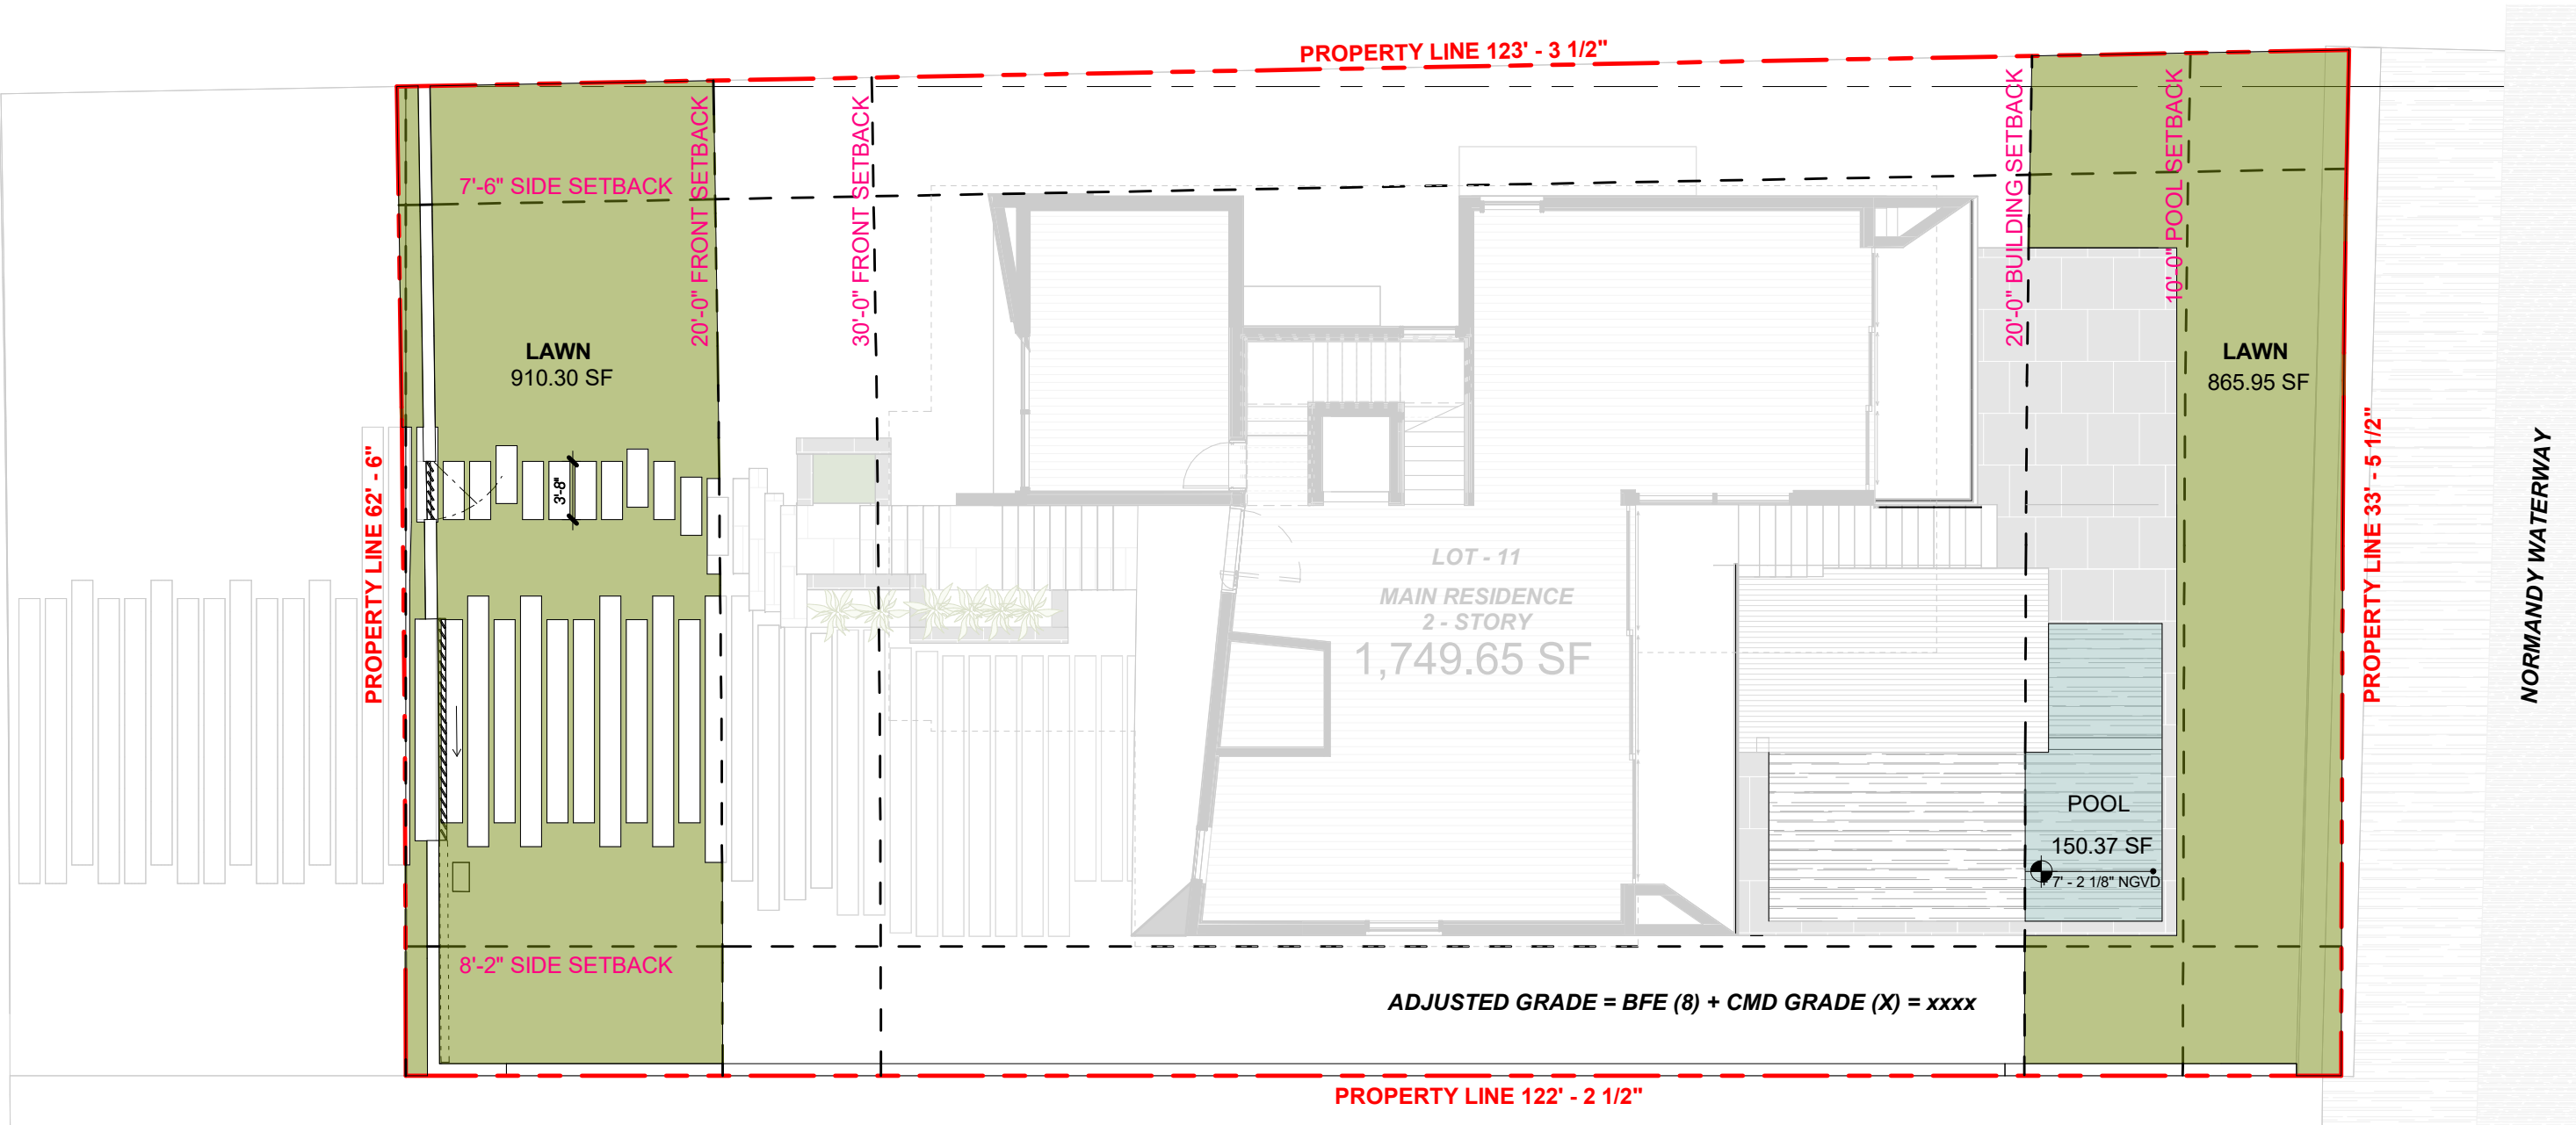 PROPERTY LINE 123' - 3 1/2"
7'-6" SIDE SETBACK
20'-0" FRONT SETBACK
30'-0" FRONT SETBACK
20'-0" BUILDING SETBACK
10'-0" POOL SETBACK
LAWN
910.30 SF
LAWN
865.95 SF
PROPERTY LINE 62' - 6"
3'-8"
LOT - 11
MAIN RESIDENCE
2 - STORY
1,749.65 SF
PROPERTY LINE 33' - 5 1/2"
NORMANDY WATERWAY
POOL
150.37 SF
+ 7' - 2 1/8" NGVD
8'-2" SIDE SETBACK
ADJUSTED GRADE = BFE (8) + CMD GRADE (X) = xxxx
PROPERTY LINE 122' - 2 1/2"